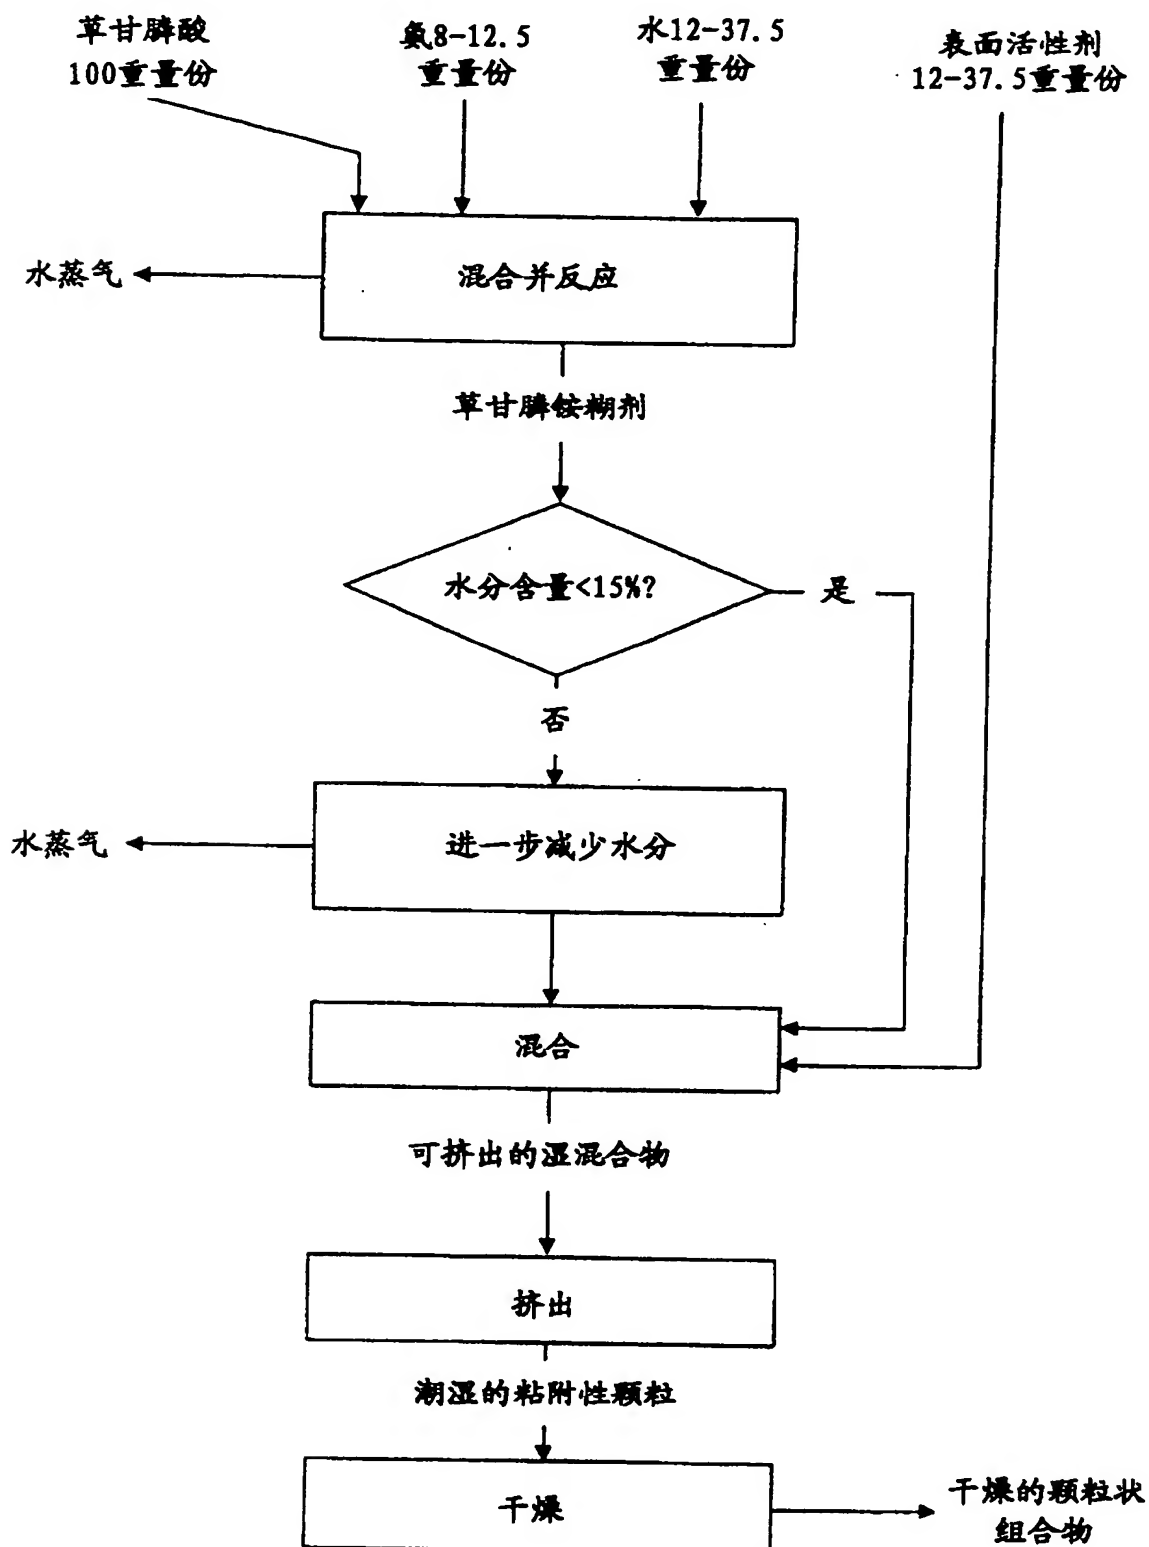 草甘膦酸
100重量份
氨8-12.5
重量份
水12-37.5
重量份
表面活性剂
12-37.5重量份
水蒸气
混合并反应
草甘膦铵糊剂
水分含量<15%?
是
否
水蒸气
进一步减少水分
混合
可挤出的湿混合物
挤出
潮湿的粘附性颗粒
干燥
干燥的颗粒状
组合物